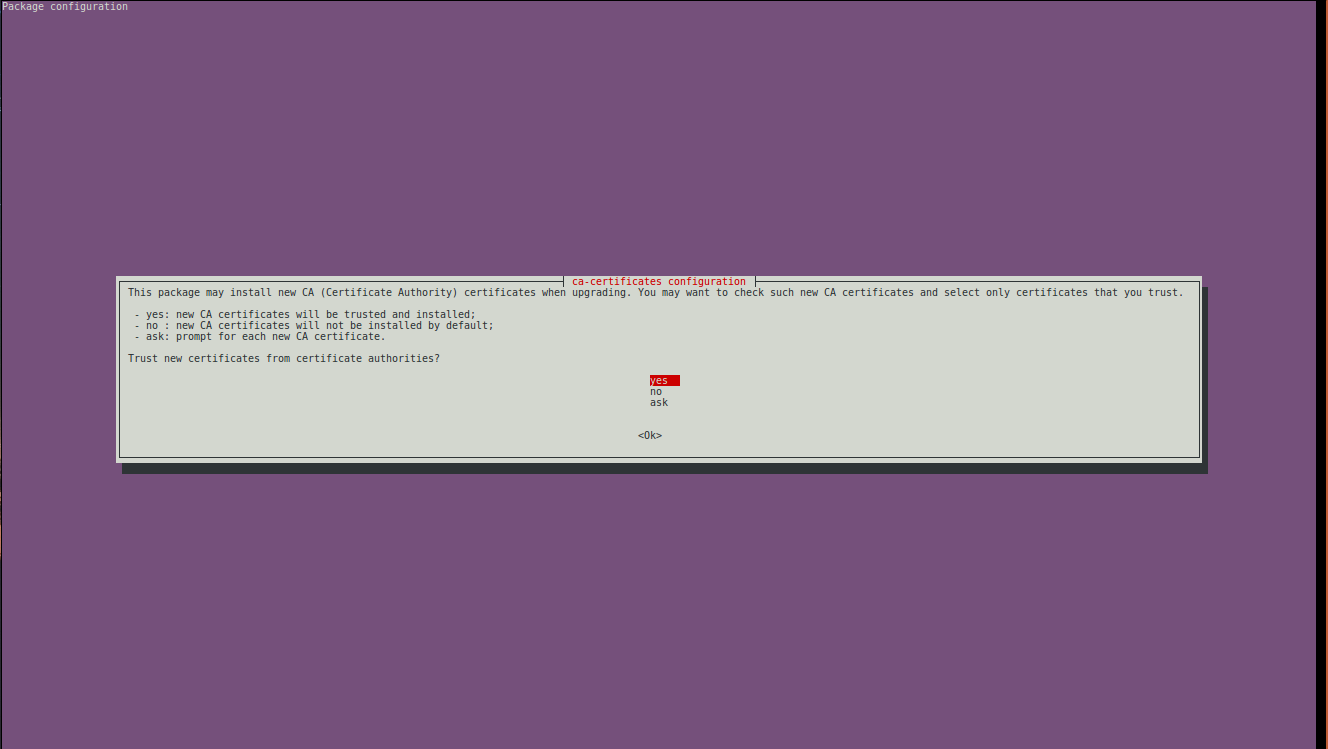 Package configuration
ca-certificates configuration
This package may install new CA (Certificate Authority) certificates when upgrading. You may want to check such new CA certificates and select only certificates that you trust.
- yes: new CA certificates will be trusted and installed;
- no : new CA certificates will not be installed by default;
- ask: prompt for each new CA certificate.
Trust new certificates from certificate authorities?
yes
no
ask
<Ok>